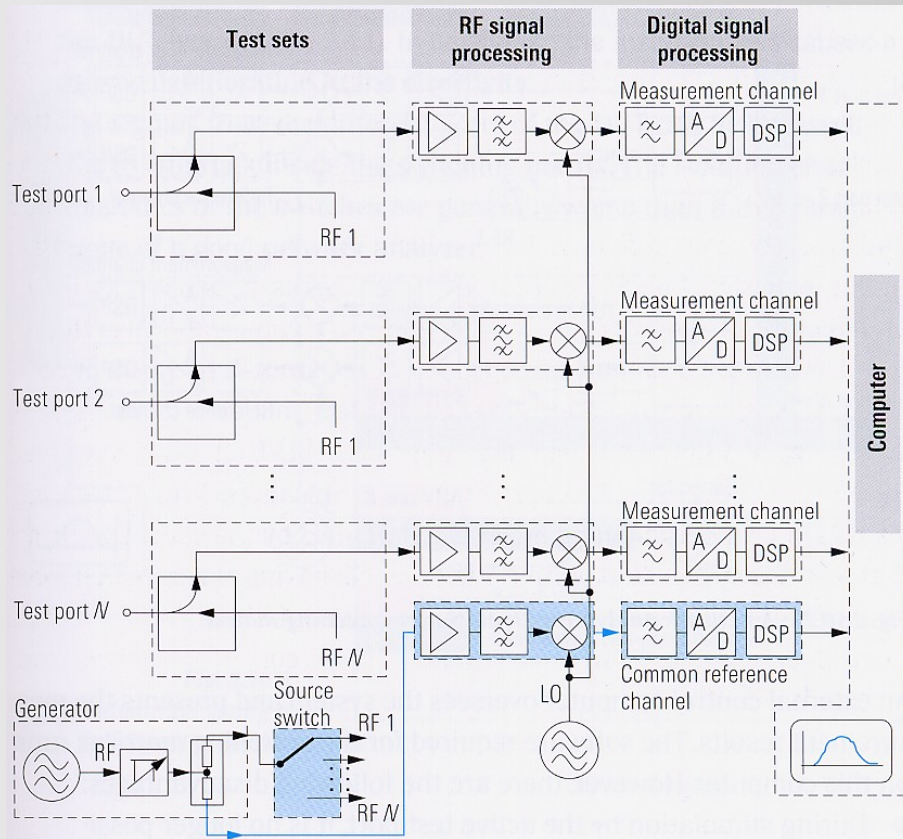 Test sets
RF signal
processing
Digital signal
processing
Measurement channel
A
D
DSP
Test port 1
RF 1
Measurement channel
A
D
DSP
Test port 2
RF 1
Computer
Measurement channel
A
D
DSP
Test port N
RF N
A
D
DSP
Common reference
channel
LO
Generator
Source
switch
RF
RF 1
RF N